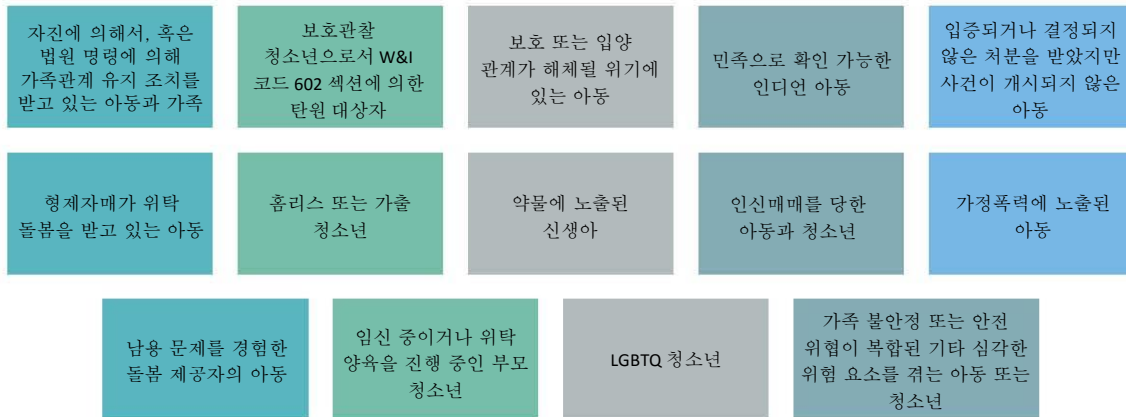 자진에 의해서, 혹은
법원 명령에 의해
가족관계 유지 조치를
받고 있는 아동과 가족
보호관찰
청소년으로서 W&I
코드 602 섹션에 의한
탄원 대상자
보호 또는 입양
관계가 해체될 위기에
있는 아동
민족으로 확인 가능한
인디언 아동
입증되거나 결정되지
않은 처분을 받았지만
사건이 개시되지 않은
아동
형제자매가 위탁
돌봄을 받고 있는 아동
홈리스 또는 가출
청소년
약물에 노출된
신생아
인신매매를 당한
아동과 청소년
가정폭력에 노출된
아동
남용 문제를 경험한
돌봄 제공자의 아동
임신 중이거나 위탁
양육을 진행 중인 부모
청소년
LGBTQ 청소년
가족 불안정 또는 안전
위협이 복합된 기타 심각한
위험 요소를 겪는 아동 또는
청소년